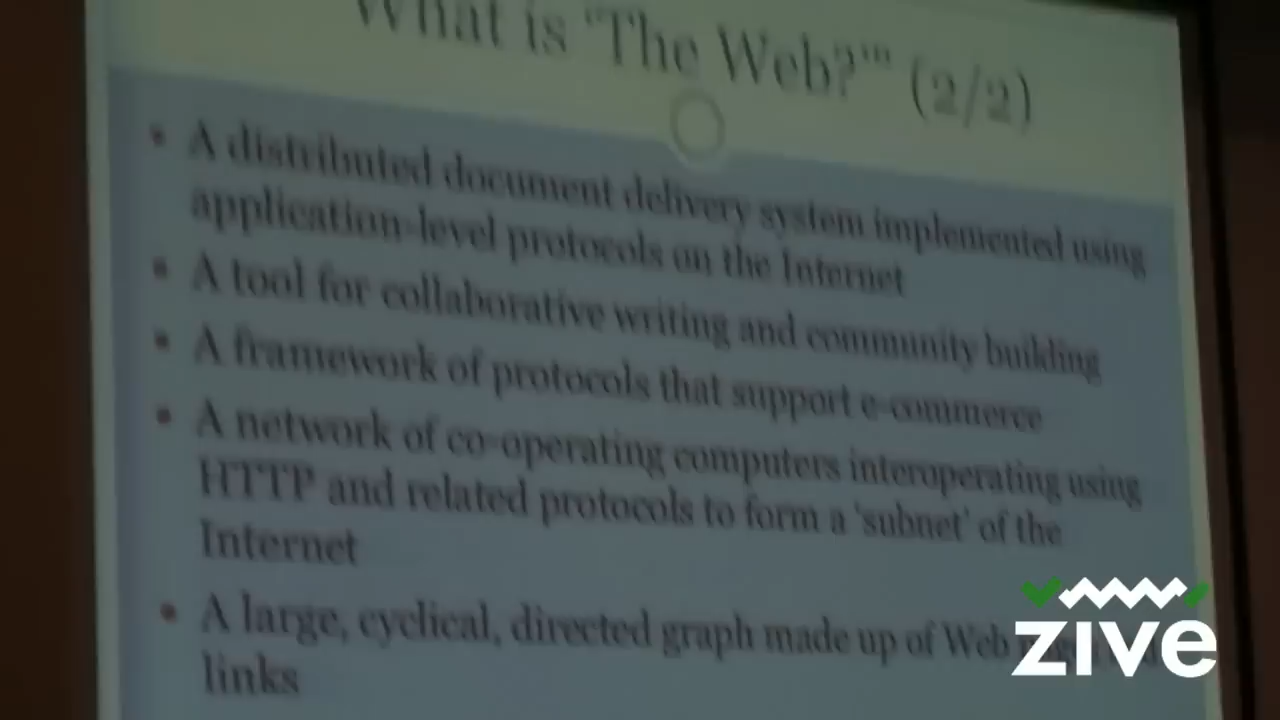 What is 'The Web?'" (2/2)
• A distributed document delivery system implemented using
application-level protocols on the Internet
• A tool for collaborative writing and community building
• A framework of protocols that support e-commerce
• A network of co-operating computers interoperating using
HTTP and related protocols to form a 'subnet' of the
Internet
• A large, cyclical, directed graph made up of Web
links
zive